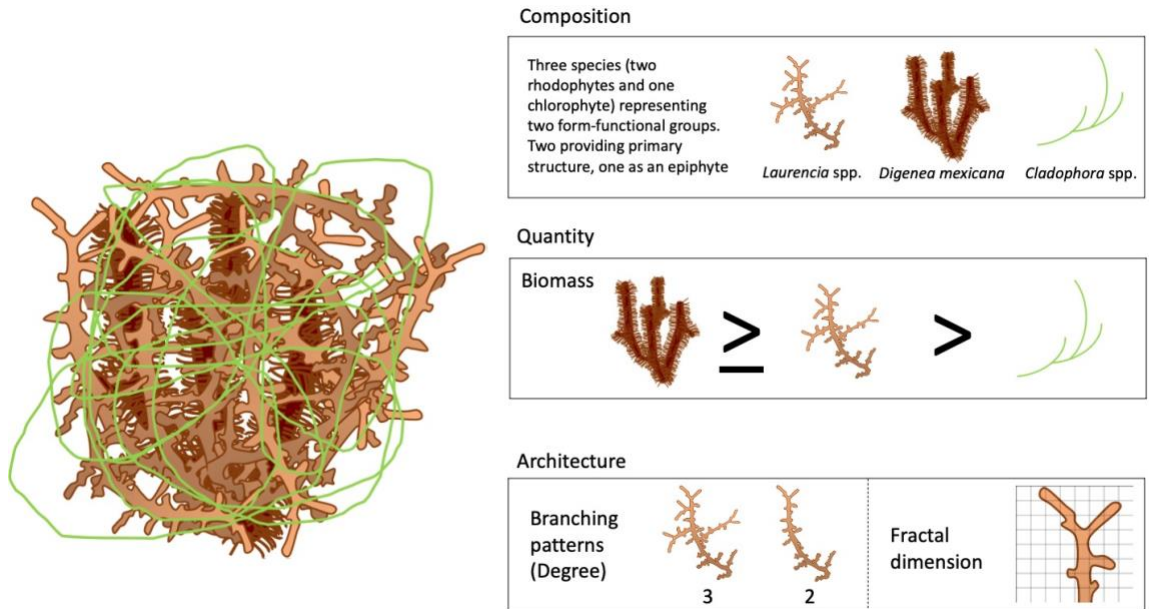 Composition
Three species (two
rhodophytes and one
chlorophyte) representing
two form-functional groups.
Two providing primary
structure, one as an epiphyte
Laurencia spp.
Digenea mexicana
Cladophora spp.
Quantity
Biomass
≥
>
Architecture
Branching
patterns
(Degree)
3
2
Fractal
dimension